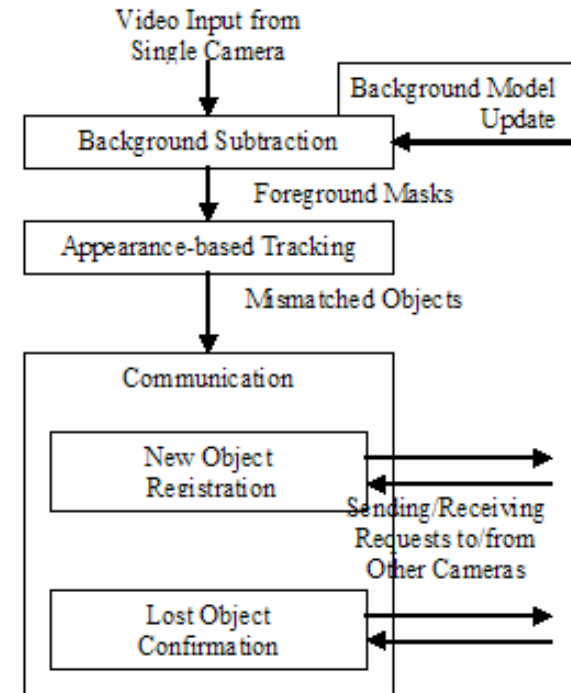 Video Input from
Single Camera
Background Model
Update
Background Subtraction
Foreground Masks
Appearance-based Tracking
Mismatched Objects
Communication
New Object
Registration
Sending/Receiving
Requests to/from
Other Cameras
Lost Object
Confirmation